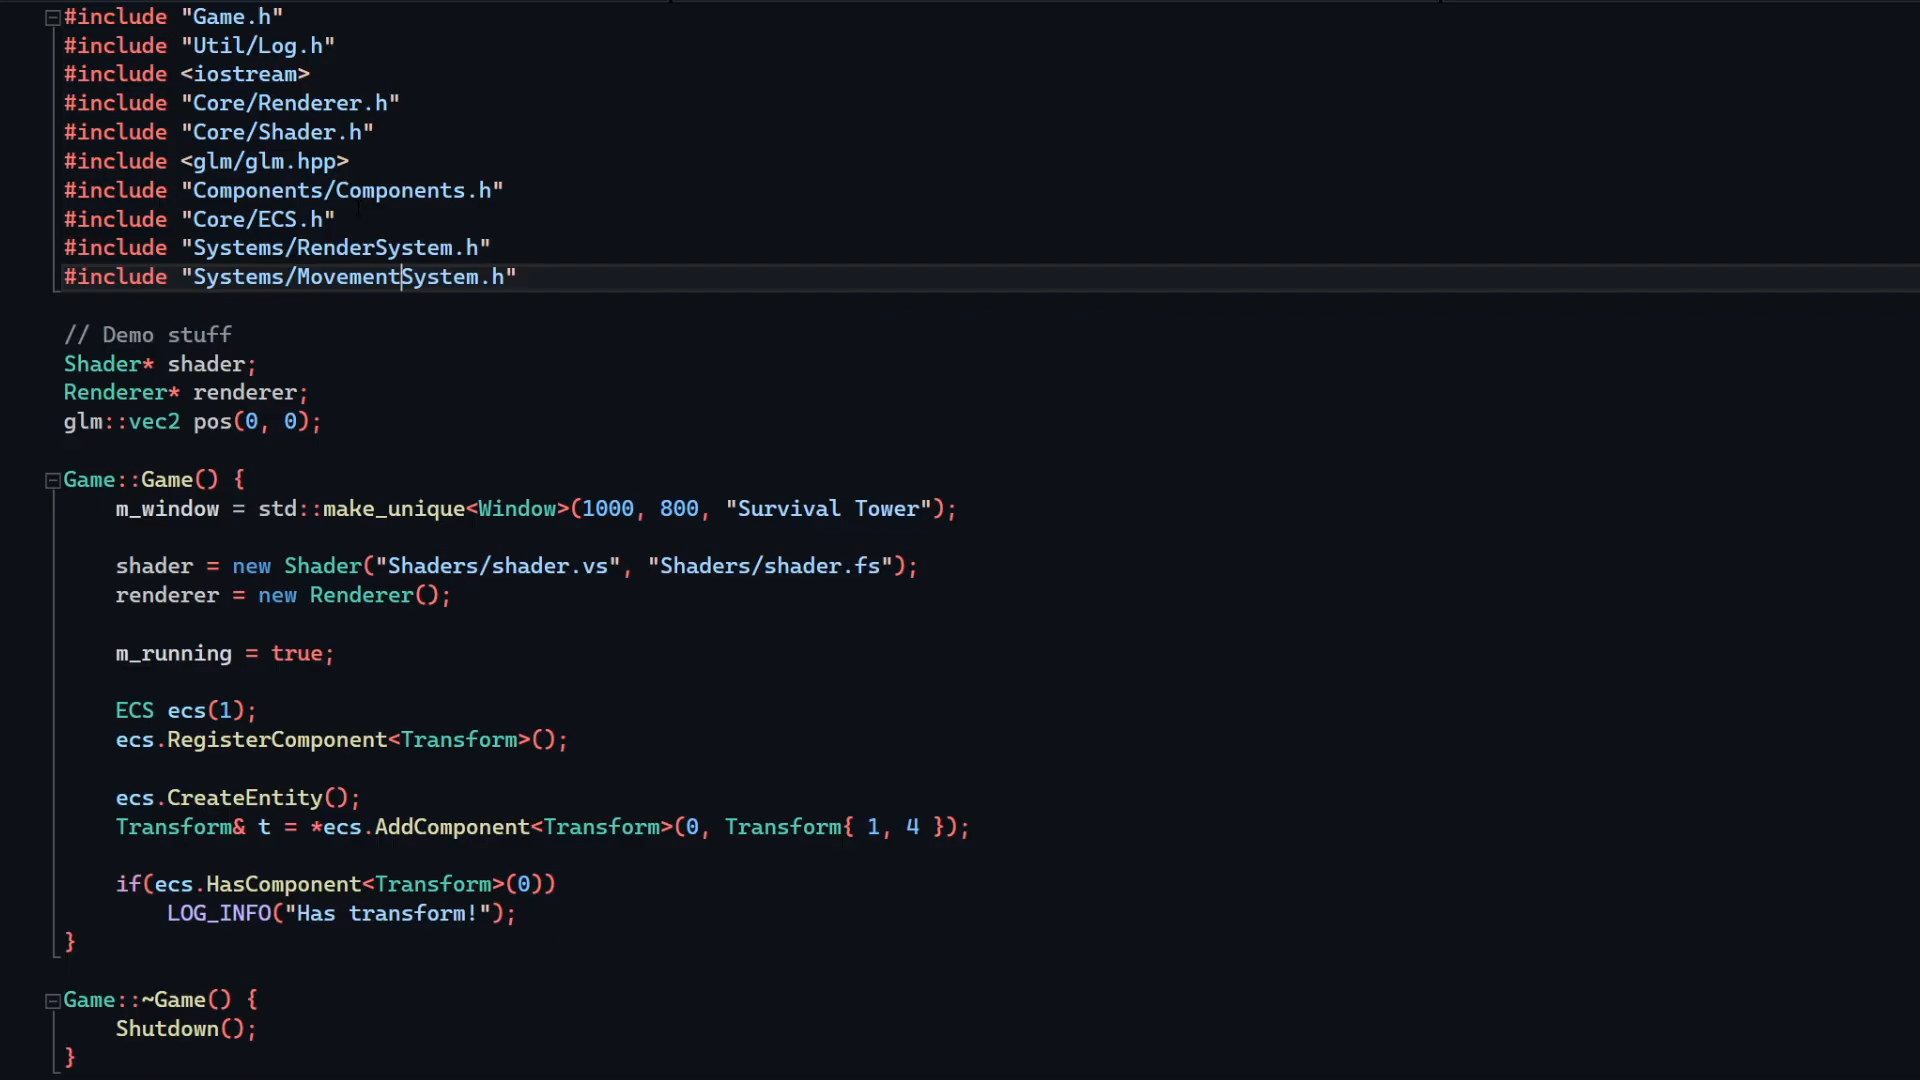 #include "Game.h"
#include "Util/Log.h"
#include <iostream>
#include "Core/Renderer.h"
#include "Core/Shader.h"
#include <glm/glm.hpp>
#include "Components/Components.h"
#include "Core/ECS.h"
#include "Systems/RenderSystem.h"
#include "Systems/MovementSystem.h"
// Demo stuff
Shader* shader;
Renderer* renderer;
glm::vec2 pos(0, 0);
Game::Game() {
m_window = std::make_unique<Window>(1000, 800, "Survival Tower");
shader = new Shader("Shaders/shader.vs", "Shaders/shader.fs");
renderer = new Renderer();
m_running = true;
ECS ecs(1);
ecs.RegisterComponent<Transform>();
ecs.CreateEntity();
Transform& t = *ecs.AddComponent<Transform>(0, Transform{ 1, 4 });
if(ecs.HasComponent<Transform>(0))
LOG_INFO("Has transform!");
}
Game::~Game() {
Shutdown();
}